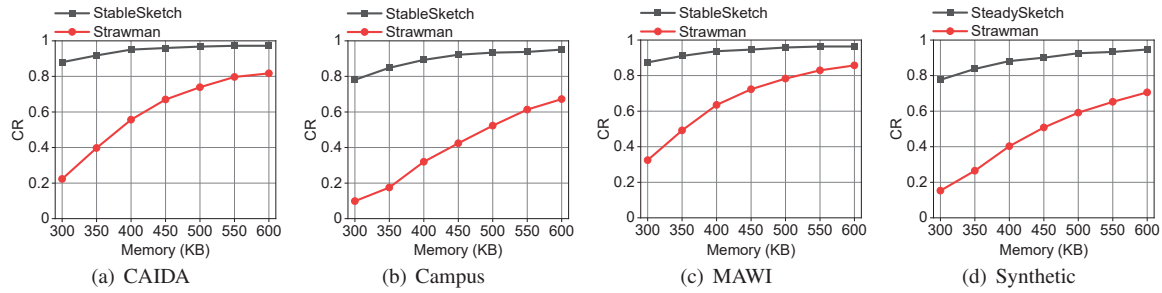 StableSketch
Strawman
1
0.8
0.6
0.4
0.2
0
CR
300 350 400 450 500 550 600
Memory (KB)
(a) CAIDA
StableSketch
Strawman
1
0.8
0.6
0.4
0.2
0
CR
300 350 400 450 500 550 600
Memory (KB)
(b) Campus
StableSketch
Strawman
1
0.8
0.6
0.4
0.2
0
CR
300 350 400 450 500 550 600
Memory (KB)
(c) MAWI
SteadySketch
Strawman
1
0.8
0.6
0.4
0.2
0
CR
300 350 400 450 500 550 600
Memory (KB)
(d) Synthetic